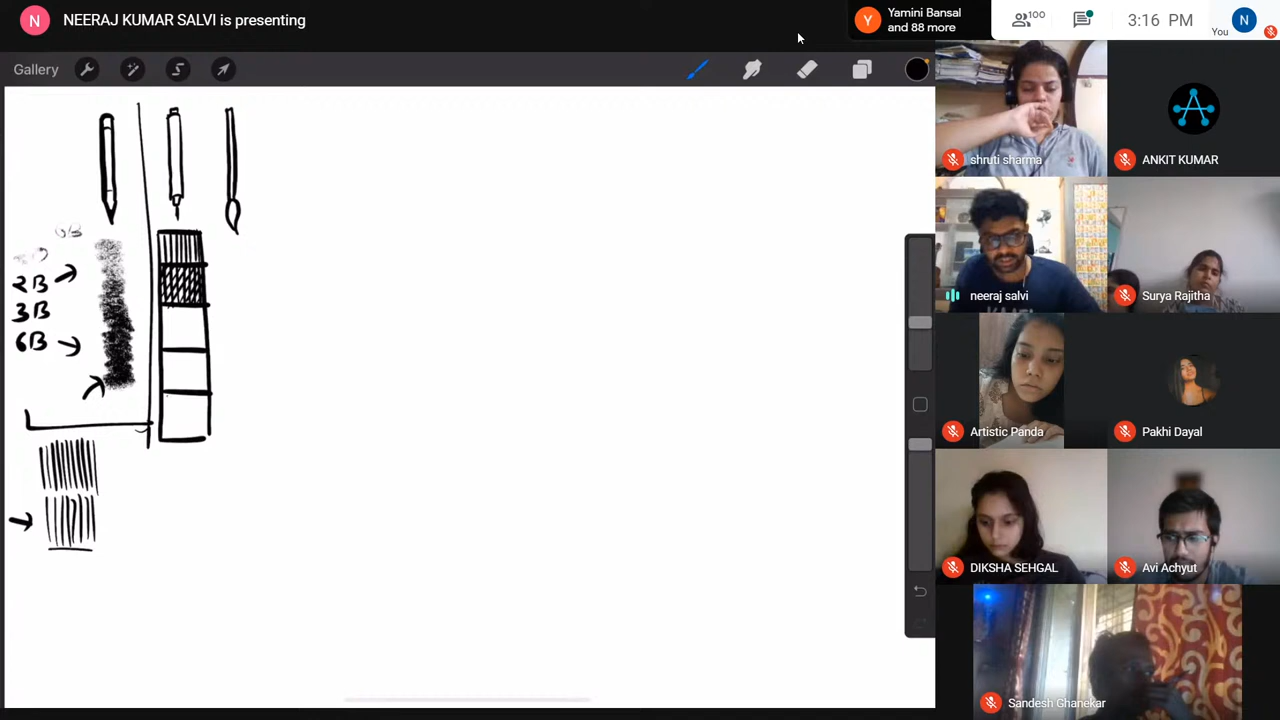 N
NEERAJ KUMAR SALVI is presenting
Y
Yamini Bansal
and 88 more
100
3:16 PM
You
N
Gallery
2B
3B
6B
shruti sharma
ANKIT KUMAR
neeraj salvi
Surya Rajitha
Artistic Panda
Pakhi Dayal
DIKSHA SEHGAL
Avi Achyut
Sandesh Ghanekar